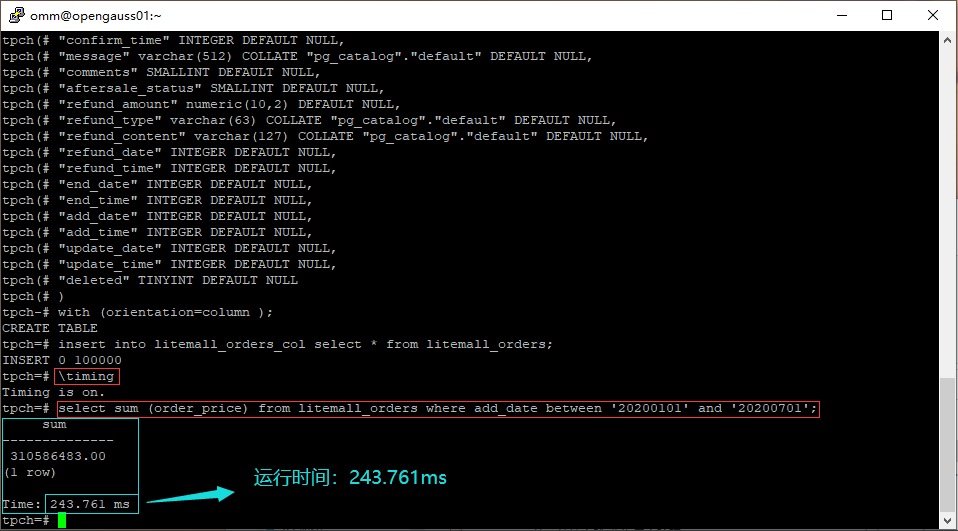 omm@opengauss01:~
tpch(# "confirm_time" INTEGER DEFAULT NULL,
tpch(# "message" varchar(512) COLLATE "pg_catalog"."default" DEFAULT NULL,
tpch(# "comments" SMALLINT DEFAULT NULL,
tpch(# "aftersale_status" SMALLINT DEFAULT NULL,
tpch(# "refund_amount" numeric(10,2) DEFAULT NULL,
tpch(# "refund_type" varchar(63) COLLATE "pg_catalog"."default" DEFAULT NULL,
tpch(# "refund_content" varchar(127) COLLATE "pg_catalog"."default" DEFAULT NULL,
tpch(# "refund_date" INTEGER DEFAULT NULL,
tpch(# "refund_time" INTEGER DEFAULT NULL,
tpch(# "end_date" INTEGER DEFAULT NULL,
tpch(# "end_time" INTEGER DEFAULT NULL,
tpch(# "add_date" INTEGER DEFAULT NULL,
tpch(# "add_time" INTEGER DEFAULT NULL,
tpch(# "update_date" INTEGER DEFAULT NULL,
tpch(# "update_time" INTEGER DEFAULT NULL,
tpch(# "deleted" TINYINT DEFAULT NULL
tpch(# )
tpch-# with (orientation=column );
CREATE TABLE
tpch=# insert into litemall_orders_col select * from litemall_orders;
INSERT 0 100000
tpch=# \timing
Timing is on.
tpch=# select sum (order_price) from litemall_orders where add_date between '20200101' and '20200701';
sum
--------------
310586483.00
(1 row)
运行时间：243.761ms
Time: 243.761 ms
tpch=#